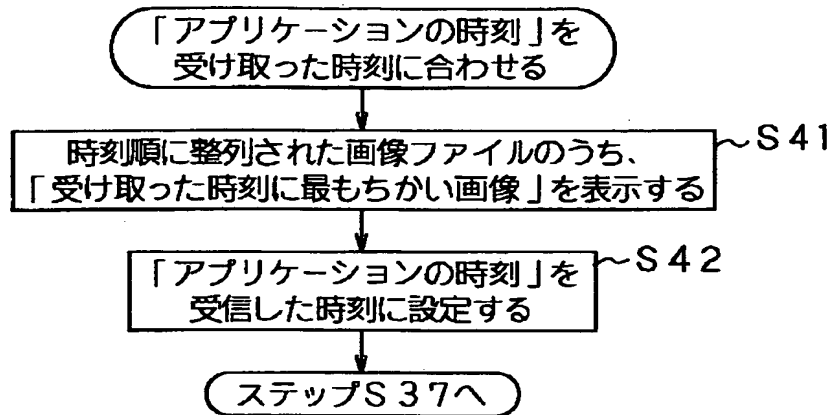 「アプリケーションの時刻」を
受け取った時刻に合わせる
時刻順に整列された画像ファイルのうち、
「受け取った時刻に最もちかい画像」を表示する
S41
「アプリケーションの時刻」を
受信した時刻に設定する
S42
ステップS37へ